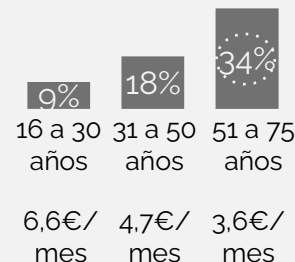 9% 18% 34%
16 a 30 31 a 50 51 a 75
años años años
6,6€/ 4,7€/ 3,6€/
mes mes mes